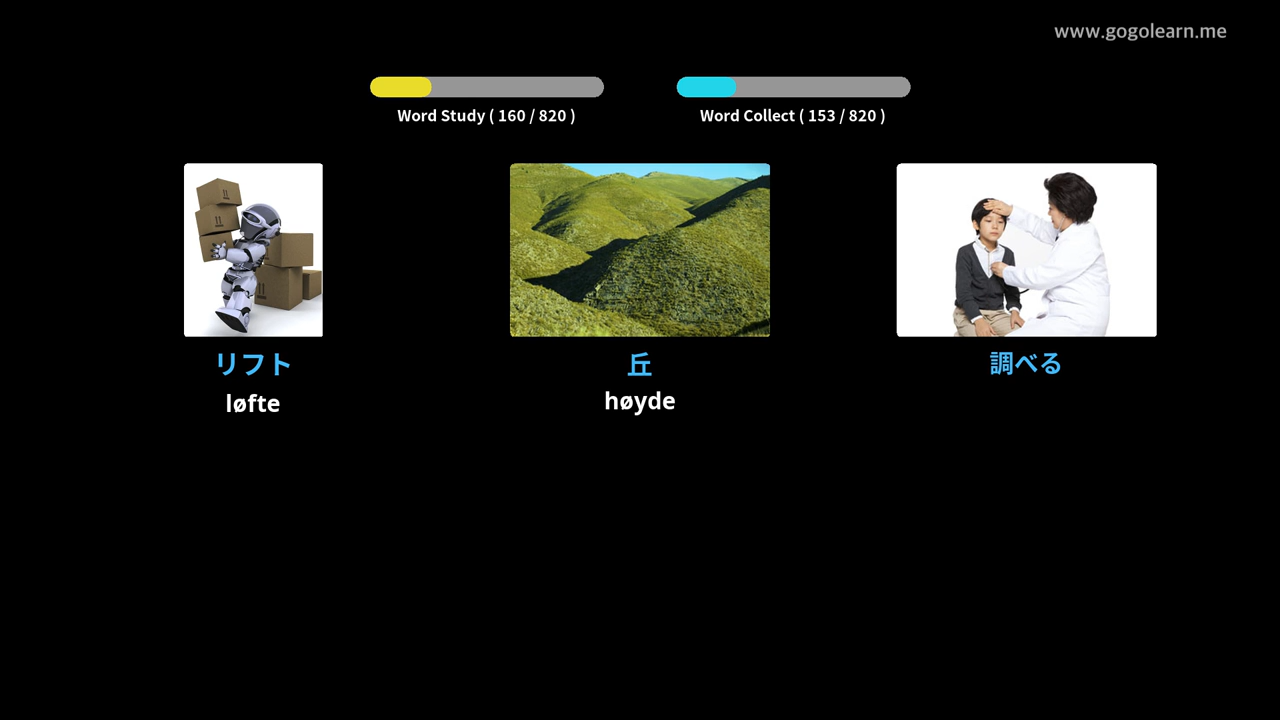 www.gogolearn.me
Word Study ( 160 / 820 )
Word Collect ( 153 / 820 )
リフト
løfte
丘
høyde
調べる